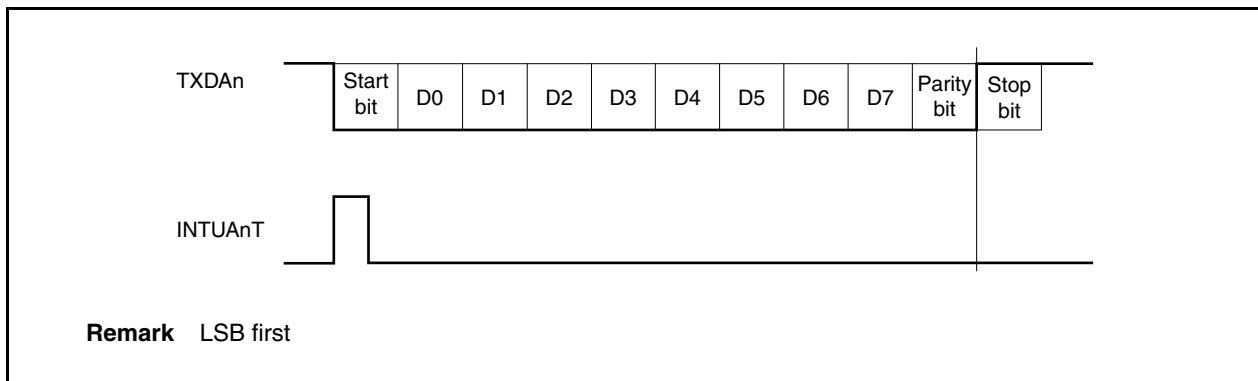 TXDAn
Start bit
D0
D1
D2
D3
D4
D5
D6
D7
Parity bit
Stop bit
INTUAnT
Remark LSB first